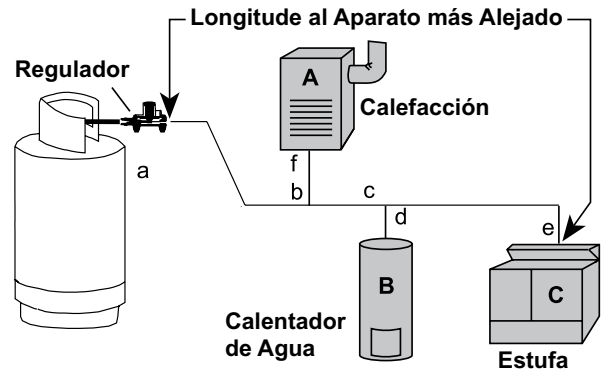 Longitude al Aparato más Alejado
Regulador
A
Calefacción
a
f
b
c
d
e
B
C
Calentador
de Agua
Estufa